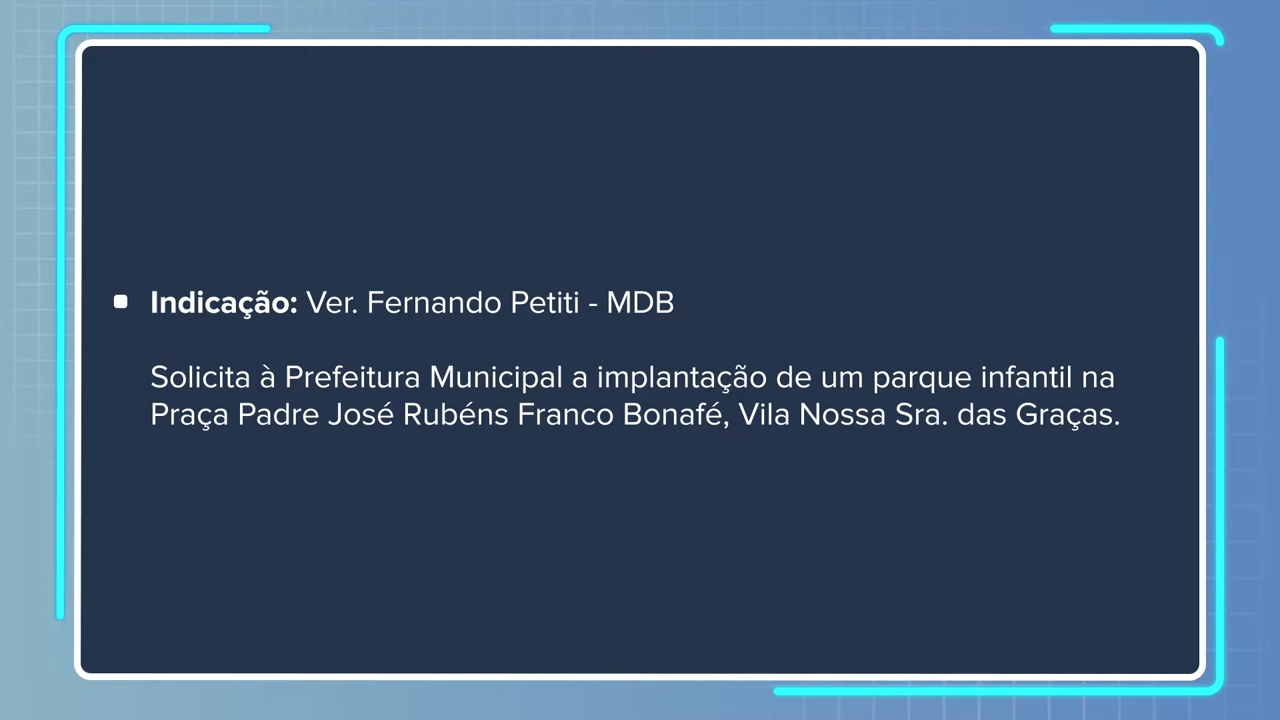 Indicação: Ver. Fernando Petiti - MDB
Solicita à Prefeitura Municipal a implantação de um parque infantil na
Praça Padre José Rubéns Franco Bonafé, Vila Nossa Sra. das Graças.